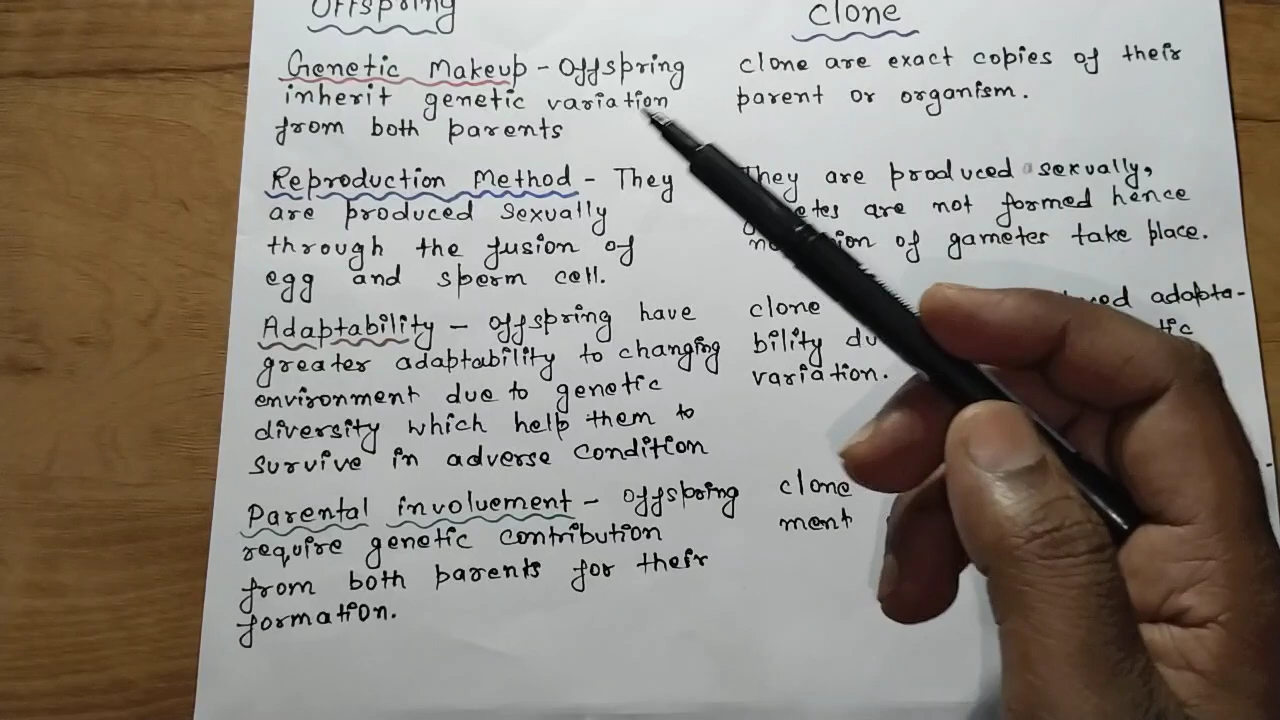 Offspring
Genetic Makeup - Offspring
inherit genetic variation
from both parents
Reproduction Method - They
are produced sexually
through the fusion of
egg and sperm cell.
Adaptability - offspring have
greater adaptability to changing
environment due to genetic
diversity which help them to
survive in adverse condition
Parental involvement - offspring
require genetic contribution
from both parents for their
formation.
clone
clone are exact copies of their
parent or organism.
They are produced asexually,
are not formed hence
of gametes take place.
clone adapta-
bility
variation.
clone
ment